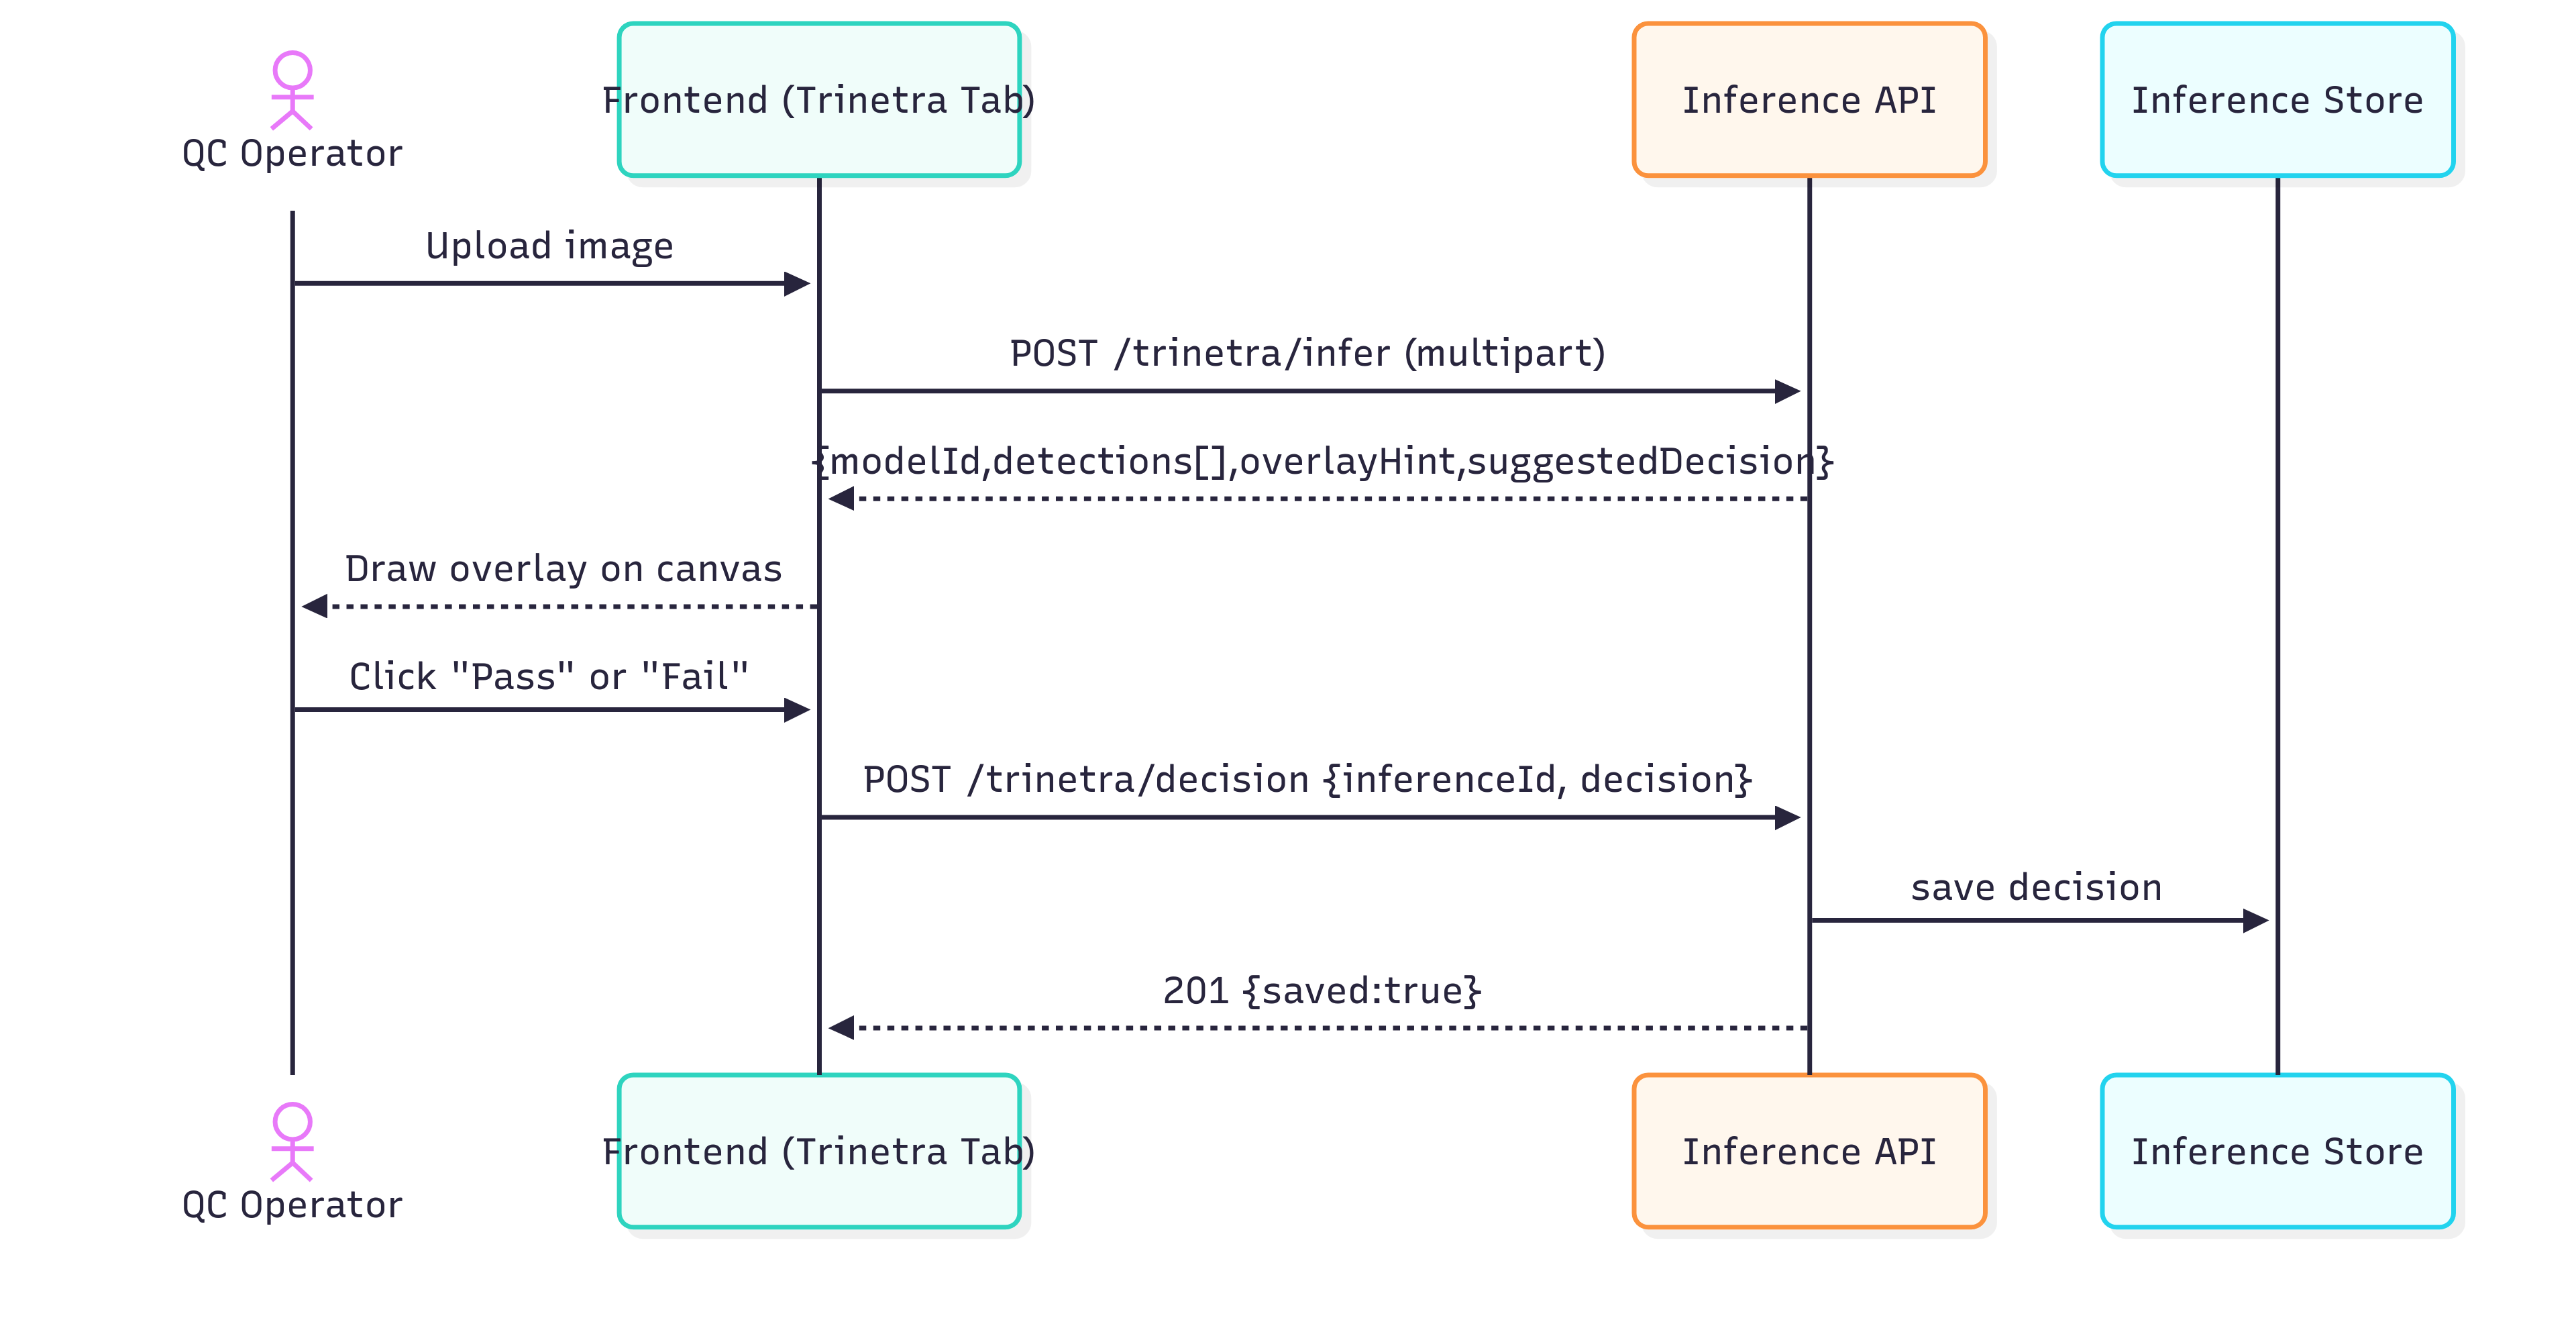 QC Operator
Frontend (Trinetra Tab)
Inference API
Inference Store
Upload image
POST /trinetra/infer (multipart)
{modelId,detections[],overlayHint,suggestedDecision}
Draw overlay on canvas
Click "Pass" or "Fail"
POST /trinetra/decision {inferenceId, decision}
save decision
201 {saved:true}
QC Operator
Frontend (Trinetra Tab)
Inference API
Inference Store